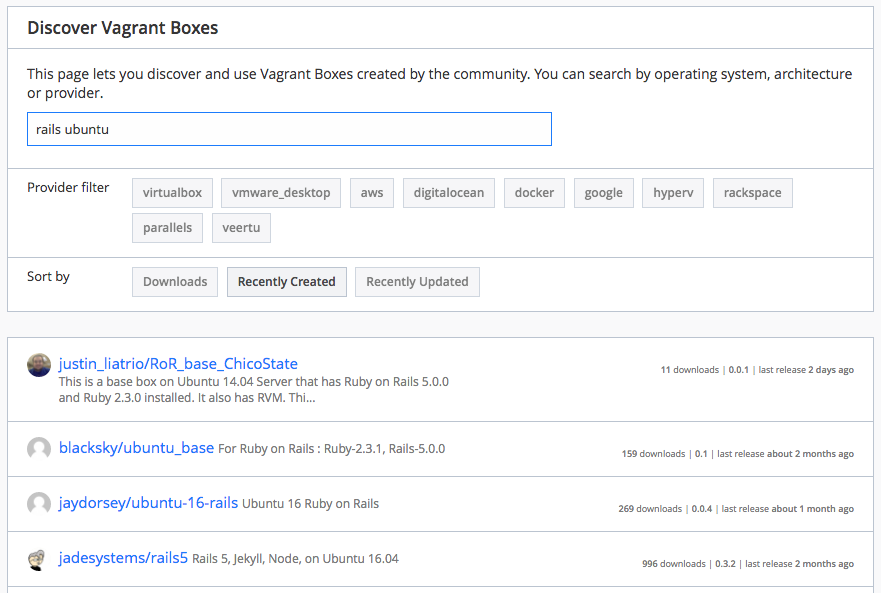 Discover Vagrant Boxes
This page lets you discover and use Vagrant Boxes created by the community. You can search by operating system, architecture
or provider.
rails ubuntu
Provider filter virtualbox vmware_desktop aws digitalocean docker google hyperv rackspace
parallels veertu
Sort by Downloads Recently Created Recently Updated
justin_liatrio/RoR_base_ChicoState 11 downloads | 0.0.1 | last release 2 days ago
This is a base box on Ubuntu 14.04 Server that has Ruby on Rails 5.0.0
and Ruby 2.3.0 installed. It also has RVM. Thi...
blacksky/ubuntu_base For Ruby on Rails : Ruby-2.3.1, Rails-5.0.0 159 downloads | 0.1 | last release about 2 months ago
jaydorsey/ubuntu-16-rails Ubuntu 16 Ruby on Rails 269 downloads | 0.0.4 | last release about 1 month ago
jadesystems/rails5 Rails 5, Jekyll, Node, on Ubuntu 16.04 996 downloads | 0.3.2 | last release 2 months ago